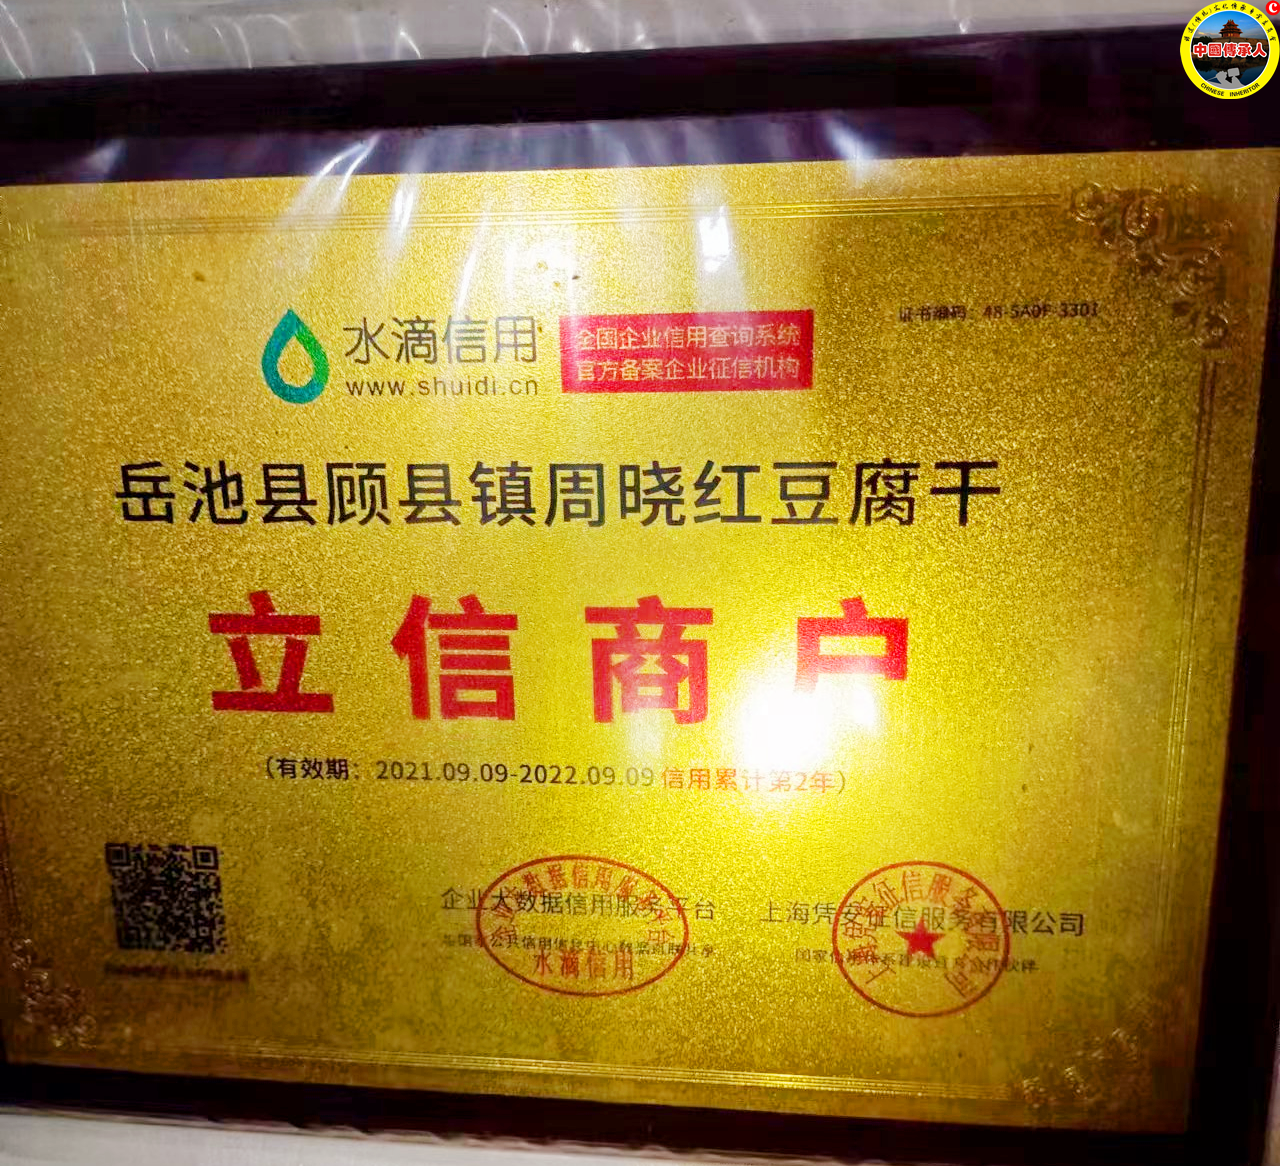 中國傳承人
CHINESE INHERITOR
证书编码：48-5A0F-3301
水滴信用
www.shuidi.cn
全国企业信用查询系统
官方备案企业征信机构
岳池县顾县镇周晓红豆腐干
立信商户
（有效期：2021.09.09-2022.09.09 信用累计第2年）
企业大数据信用服务平台
水滴信用
上海凭安征信服务有限公司